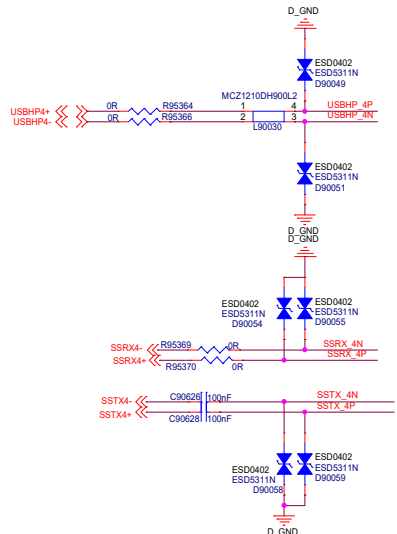 D_GND
ESD0402
ESD5311N
D90049
MCZ1210DH900L2
USBHP4+ 0R R95364 1 4 USBHP_4P
USBHP4- 0R R95366 2 3 USBHP_4N
L90030
ESD0402
ESD5311N
D90051
D_GND
D_GND
ESD0402 ESD0402
ESD5311N ESD5311N
D90054 D90055
SSRX4- R95369 0R SSRX_4N
SSRX4+ R95370 0R SSRX_4P
SSTX4- C90626 100nF SSTX_4N
SSTX4+ C90628 100nF SSTX_4P
ESD0402 ESD0402
ESD5311N ESD5311N
D90058 D90059
D_GND